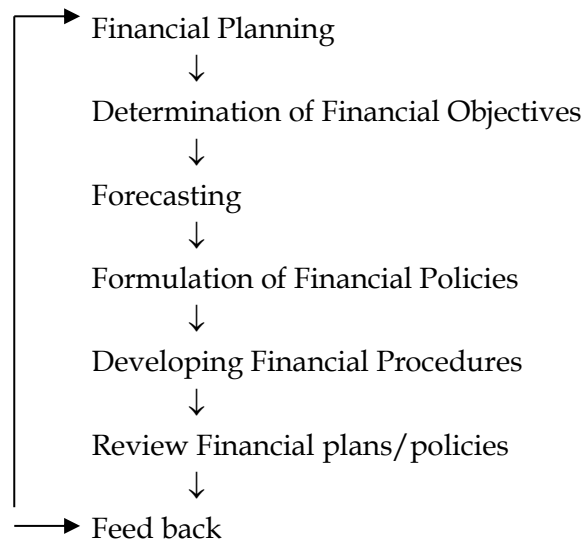 Financial Planning
↓
Determination of Financial Objectives
↓
Forecasting
↓
Formulation of Financial Policies
↓
Developing Financial Procedures
↓
Review Financial plans/policies
↓
Feed back